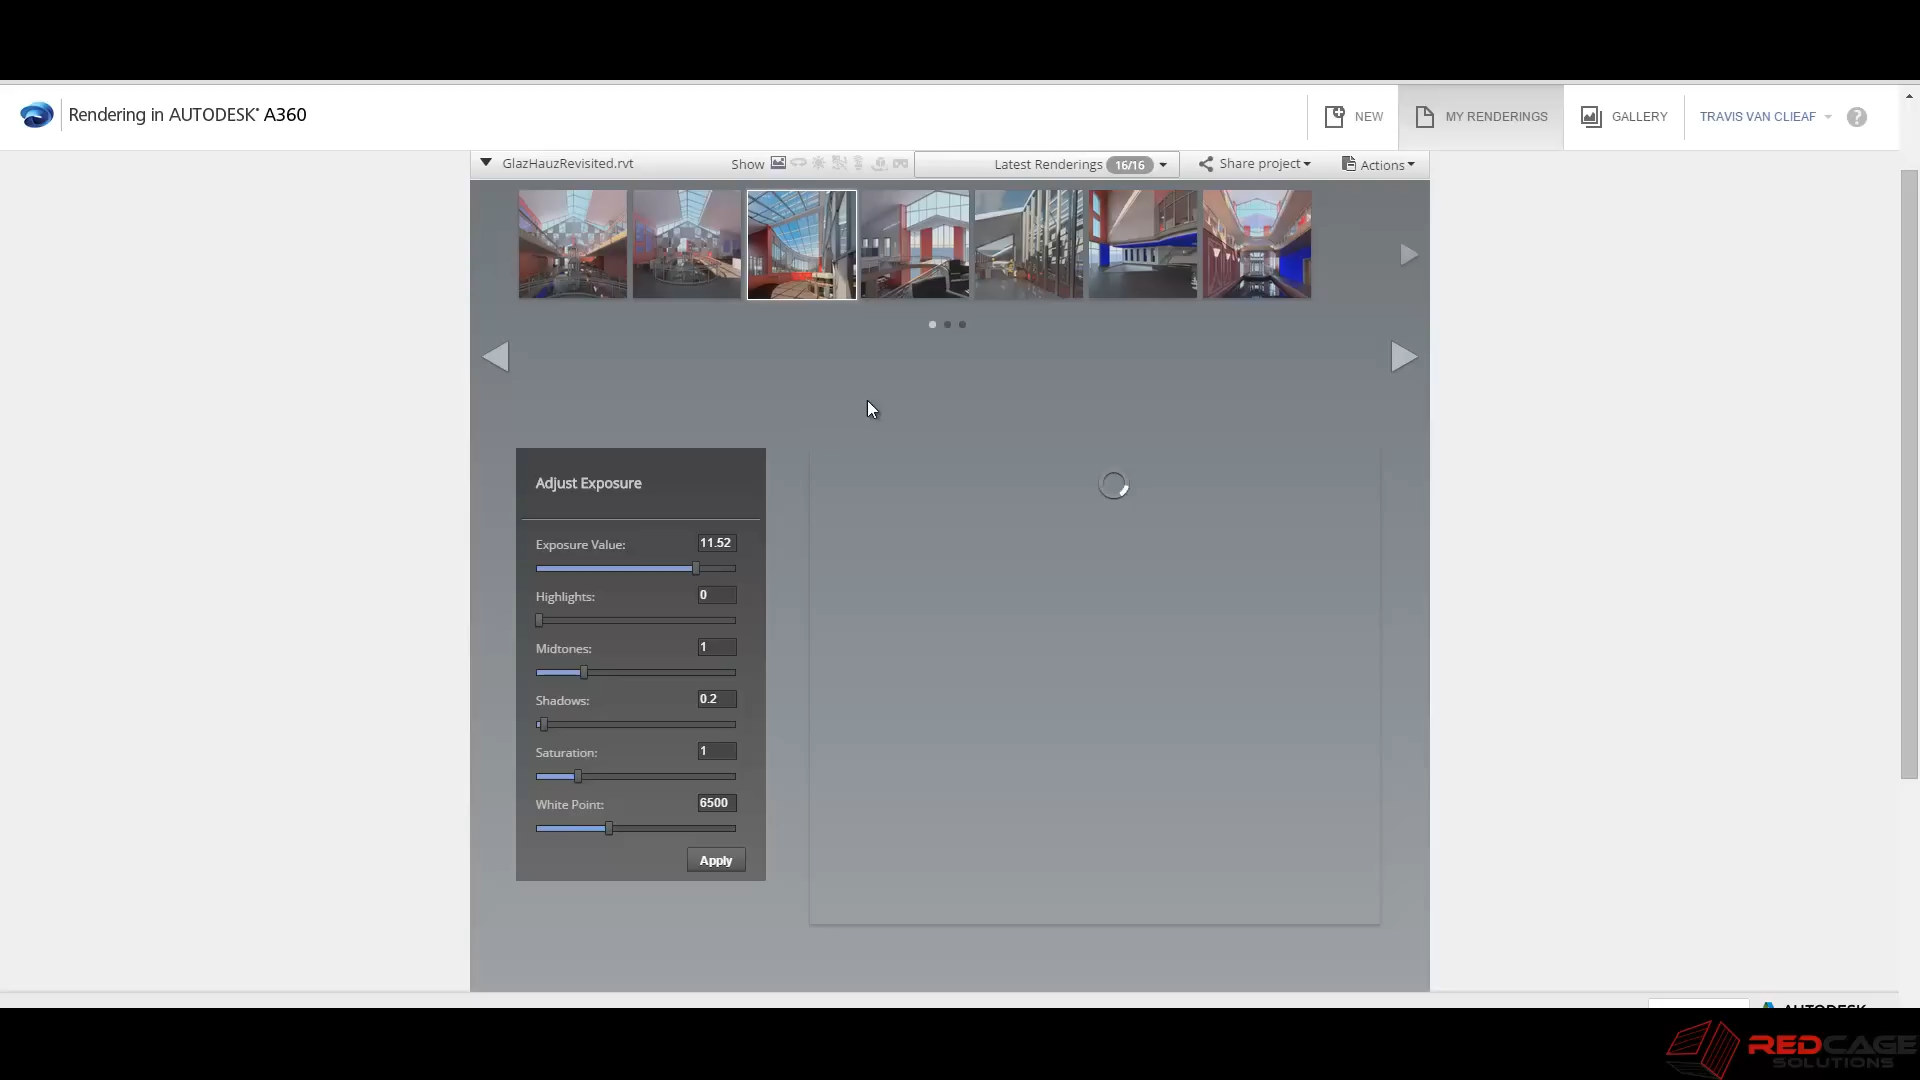 Rendering in AUTODESK® A360
NEW
MY RENDERINGS
GALLERY
TRAVIS VAN CLIEAF
?
GlazHauzRevisited.rvt
Show
Latest Renderings 16/16
Share project
Actions
Adjust Exposure
Exposure Value: 11.52
Highlights: 0
Midtones: 1
Shadows: 0.2
Saturation: 1
White Point: 6500
Apply
AUTODESK
REDCAGE
SOLUTIONS